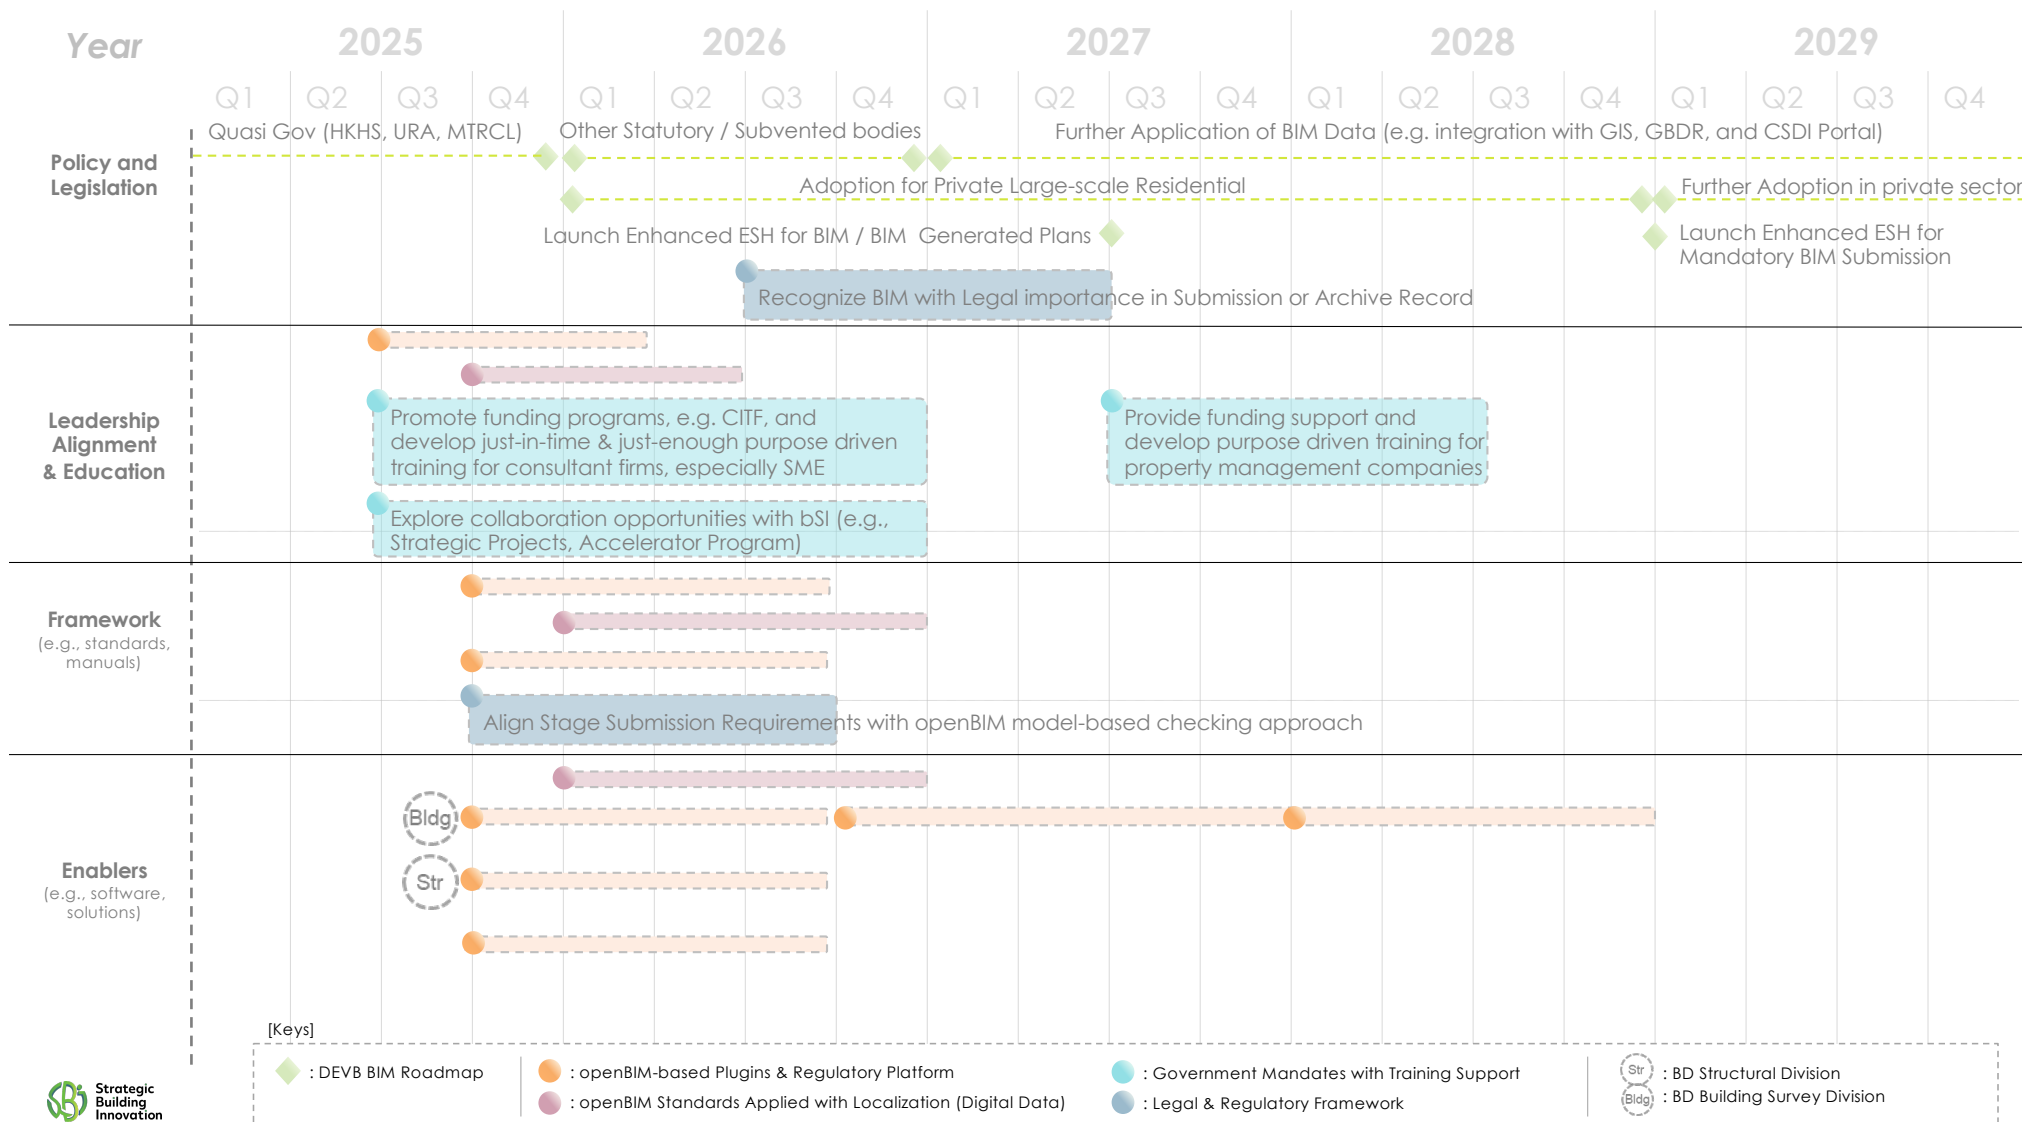 Year
2025
2026
2027
2028
2029
Q1 Q2 Q3 Q4 Q1 Q2 Q3 Q4 Q1 Q2 Q3 Q4 Q1 Q2 Q3 Q4 Q1 Q2 Q3 Q4
Policy and
Legislation
Quasi Gov (HKHS, URA, MTRCL)
Other Statutory / Subvented bodies
Further Application of BIM Data (e.g. integration with GIS, GBDR, and CSDI Portal)
Adoption for Private Large-scale Residential
Further Adoption in private sector
Launch Enhanced ESH for BIM / BIM Generated Plans
Launch Enhanced ESH for
Mandatory BIM Submission
Recognize BIM with Legal importance in Submission or Archive Record
Leadership
Alignment
& Education
Promote funding programs, e.g. CITF, and
develop just-in-time & just-enough purpose driven
training for consultant firms, especially SME
Provide funding support and
develop purpose driven training for
property management companies
Explore collaboration opportunities with bSI (e.g.,
Strategic Projects, Accelerator Program)
Framework
(e.g., standards,
manuals)
Align Stage Submission Requirements with openBIM model-based checking approach
Enablers
(e.g., software,
solutions)
Bldg
Str
[Keys]
: DEVB BIM Roadmap
: openBIM-based Plugins & Regulatory Platform
: openBIM Standards Applied with Localization (Digital Data)
: Government Mandates with Training Support
: Legal & Regulatory Framework
Str : BD Structural Division
Bldg : BD Building Survey Division
SBi
Strategic
Building
Innovation